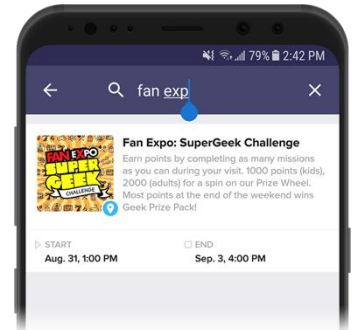 79% 2:42 PM
fan exp
FAN EXPO
SUPER
GEEK
CHALLENGE
Fan Expo: SuperGeek Challenge
Earn points by completing as many missions
as you can during your visit. 1000 points (kids),
2000 (adults) for a spin on our Prize Wheel.
Most points at the end of the weekend wins
Geek Prize Pack!
START
Aug. 31, 1:00 PM
END
Sep. 3, 4:00 PM